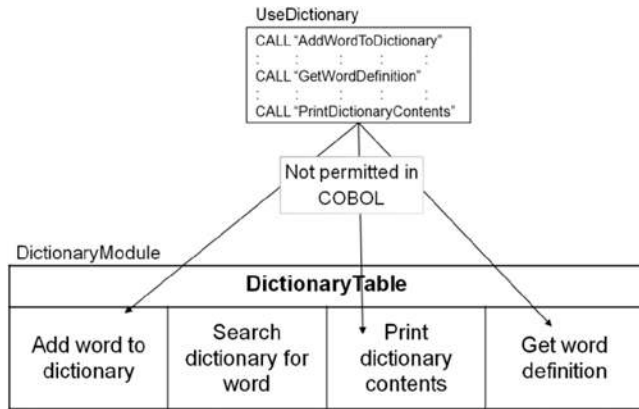 UseDictionary
CALL “AddWordToDictionary”
: : : : :
: : : : :
CALL “GetWordDefinition”
: : : : :
: : : : :
CALL “PrintDictionaryContents”
Not permitted in
COBOL
DictionaryModule
DictionaryTable
Add word to
dictionary
Search
dictionary for
word
Print
dictionary
contents
Get word
definition